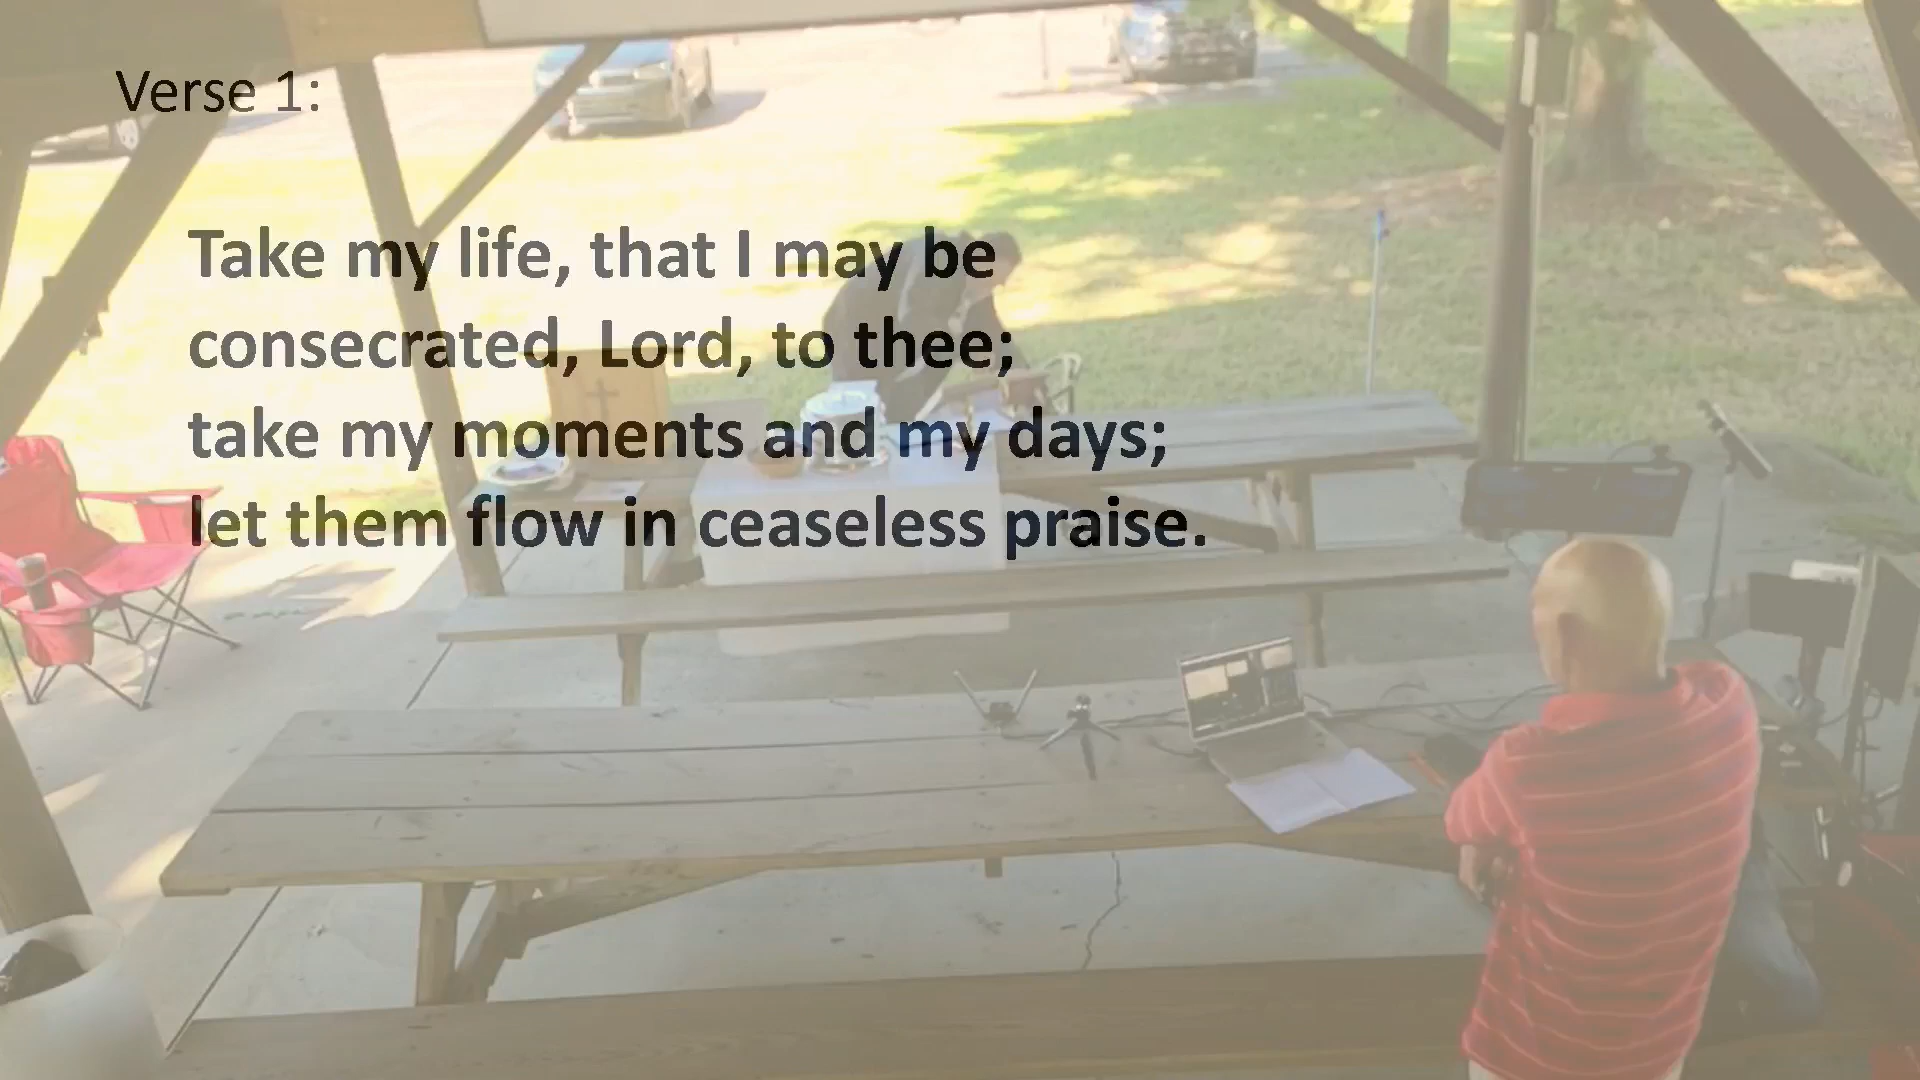 Verse 1:
Take my life, that I may be
consecrated, Lord, to thee;
take my moments and my days;
let them flow in ceaseless praise.